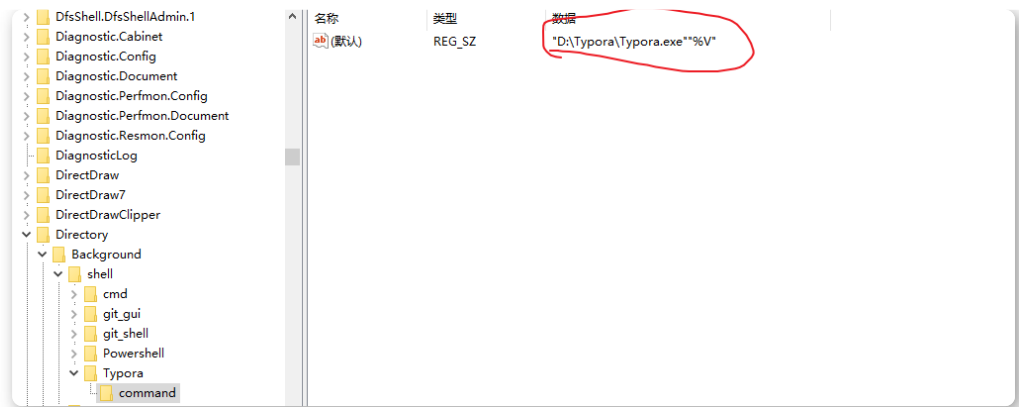 DfsShell.DfsShellAdmin.1
Diagnostic.Cabinet
Diagnostic.Config
Diagnostic.Document
Diagnostic.Perfmon.Config
Diagnostic.Perfmon.Document
Diagnostic.Resmon.Config
DiagnosticLog
DirectDraw
DirectDraw7
DirectDrawClipper
Directory
Background
shell
cmd
git_gui
git_shell
Powershell
Typora
command
名称 类型 数据
ab (默认) REG_SZ "D:\Typora\Typora.exe""%V"